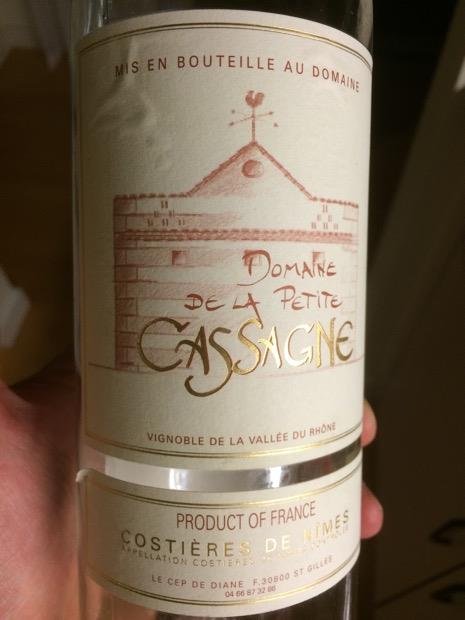 MIS EN BOUTEILLE AU DOMAINE
DOMAINE
DE LA PETITE
CASSAGNE
VIGNOBLE DE LA VALLÉE DU RHÔNE
PRODUCT OF FRANCE
COSTIÈRES DE NÎMES
APPELLATION COSTIÈRES
LE CEP DE DIANE F.30800 ST GILLES
04 66 87 32 86